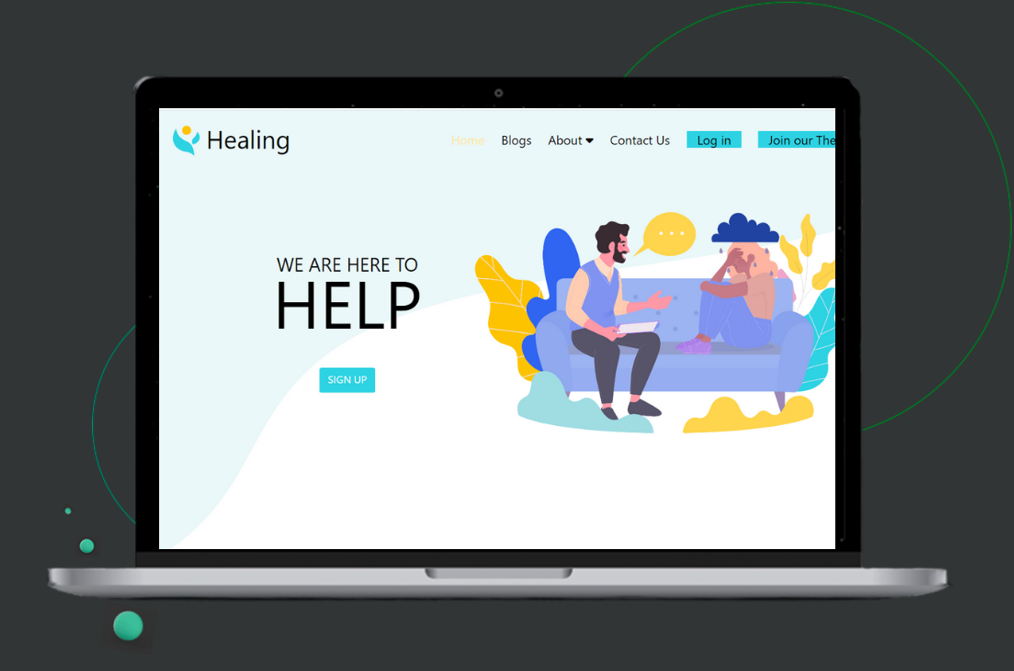 Healing
Home Blogs About Contact Us Log in Join our The
WE ARE HERE TO
HELP
SIGN UP